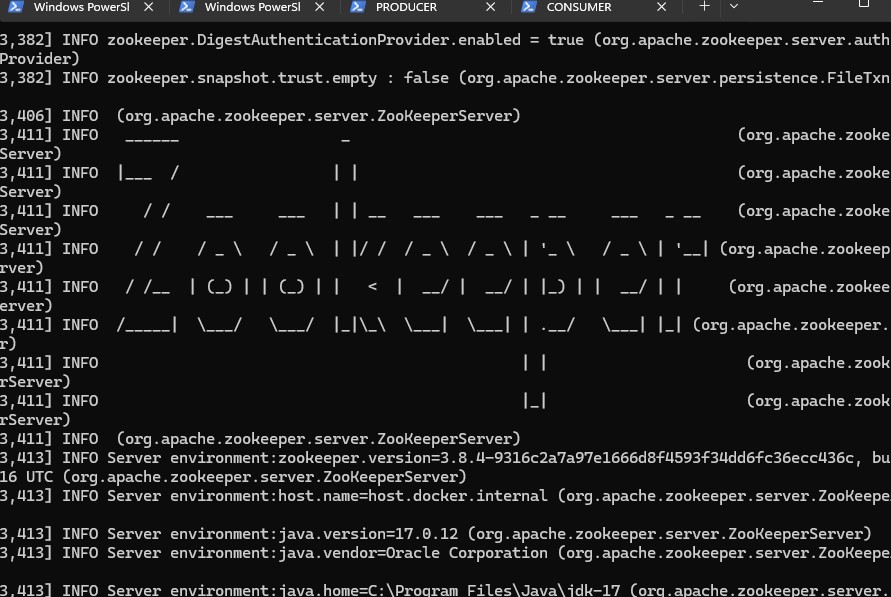 Windows PowerSl
Windows PowerSl
PRODUCER
CONSUMER
3,382] INFO zookeeper.DigestAuthenticationProvider.enabled = true (org.apache.zookeeper.server.auth
Provider)
3,382] INFO zookeeper.snapshot.trust.empty : false (org.apache.zookeeper.server.persistence.FileTxn
3,406] INFO  (org.apache.zookeeper.server.ZooKeeperServer)
3,411] INFO   ______                  _                                           (org.apache.zooke
Server)
3,411] INFO  |___  /                 | |                                          (org.apache.zooke
Server)
3,411] INFO     / /    ___     ___   | | __   ___    ___   _ __     ___   _ __    (org.apache.zooke
Server)
3,411] INFO    / /   / _ \   / _ \  | |/ /  / _ \  / _ \ | '_ \   / _ \ | '__| (org.apache.zookeep
rver)
3,411] INFO   / /__  | (_) | | (_) | |   <  |  __/ |  __/ | |_) | |  __/ | |     (org.apache.zookee
erver)
3,411] INFO  /_____|  \___/   \___/  |_|\_\  \___|  \___| | .__/   \___| |_| (org.apache.zookeeper.
r)
3,411] INFO                                                | |                       (org.apache.zook
rServer)
3,411] INFO                                                |_|                       (org.apache.zook
rServer)
3,411] INFO  (org.apache.zookeeper.server.ZooKeeperServer)
3,413] INFO Server environment:zookeeper.version=3.8.4-9316c2a7a97e1666d8f4593f34dd6fc36ecc436c, bu
16 UTC (org.apache.zookeeper.server.ZooKeeperServer)
3,413] INFO Server environment:host.name=host.docker.internal (org.apache.zookeeper.server.ZooKeepe
3,413] INFO Server environment:java.version=17.0.12 (org.apache.zookeeper.server.ZooKeeperServer)
3,413] INFO Server environment:java.vendor=Oracle Corporation (org.apache.zookeeper.server.ZooKeepe
3,413] INFO Server environment:java.home=C:\Program Files\Java\jdk-17 (org.apache.zookeeper.server.